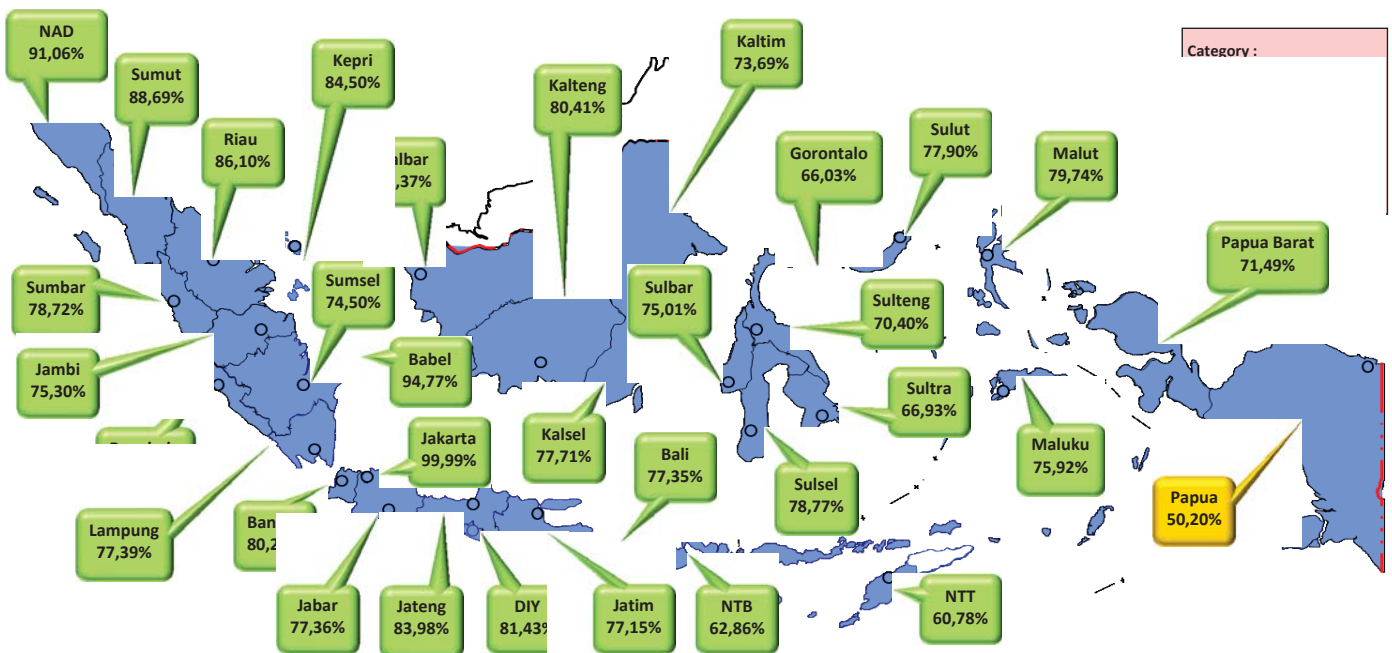 NAD
91,06%
Sumut
88,69%
Riau
86,10%
Kepri
84,50%
Kalteng
80,41%
Kaltim
73,69%
Category :
Sulut
77,90%
Malut
79,74%
Gorontalo
66,03%
Papua Barat
71,49%
Sumbar
78,72%
Sumsel
74,50%
Sulbar
75,01%
Sulteng
70,40%
Jambi
75,30%
Babel
94,77%
Sultra
66,93%
Kalsel
77,71%
Jakarta
99,99%
Bali
77,35%
Sulsel
78,77%
Maluku
75,92%
Papua
50,20%
Lampung
77,39%
Jabar
77,36%
Jateng
83,98%
DIY
81,43%
Jatim
77,15%
NTB
62,86%
NTT
60,78%